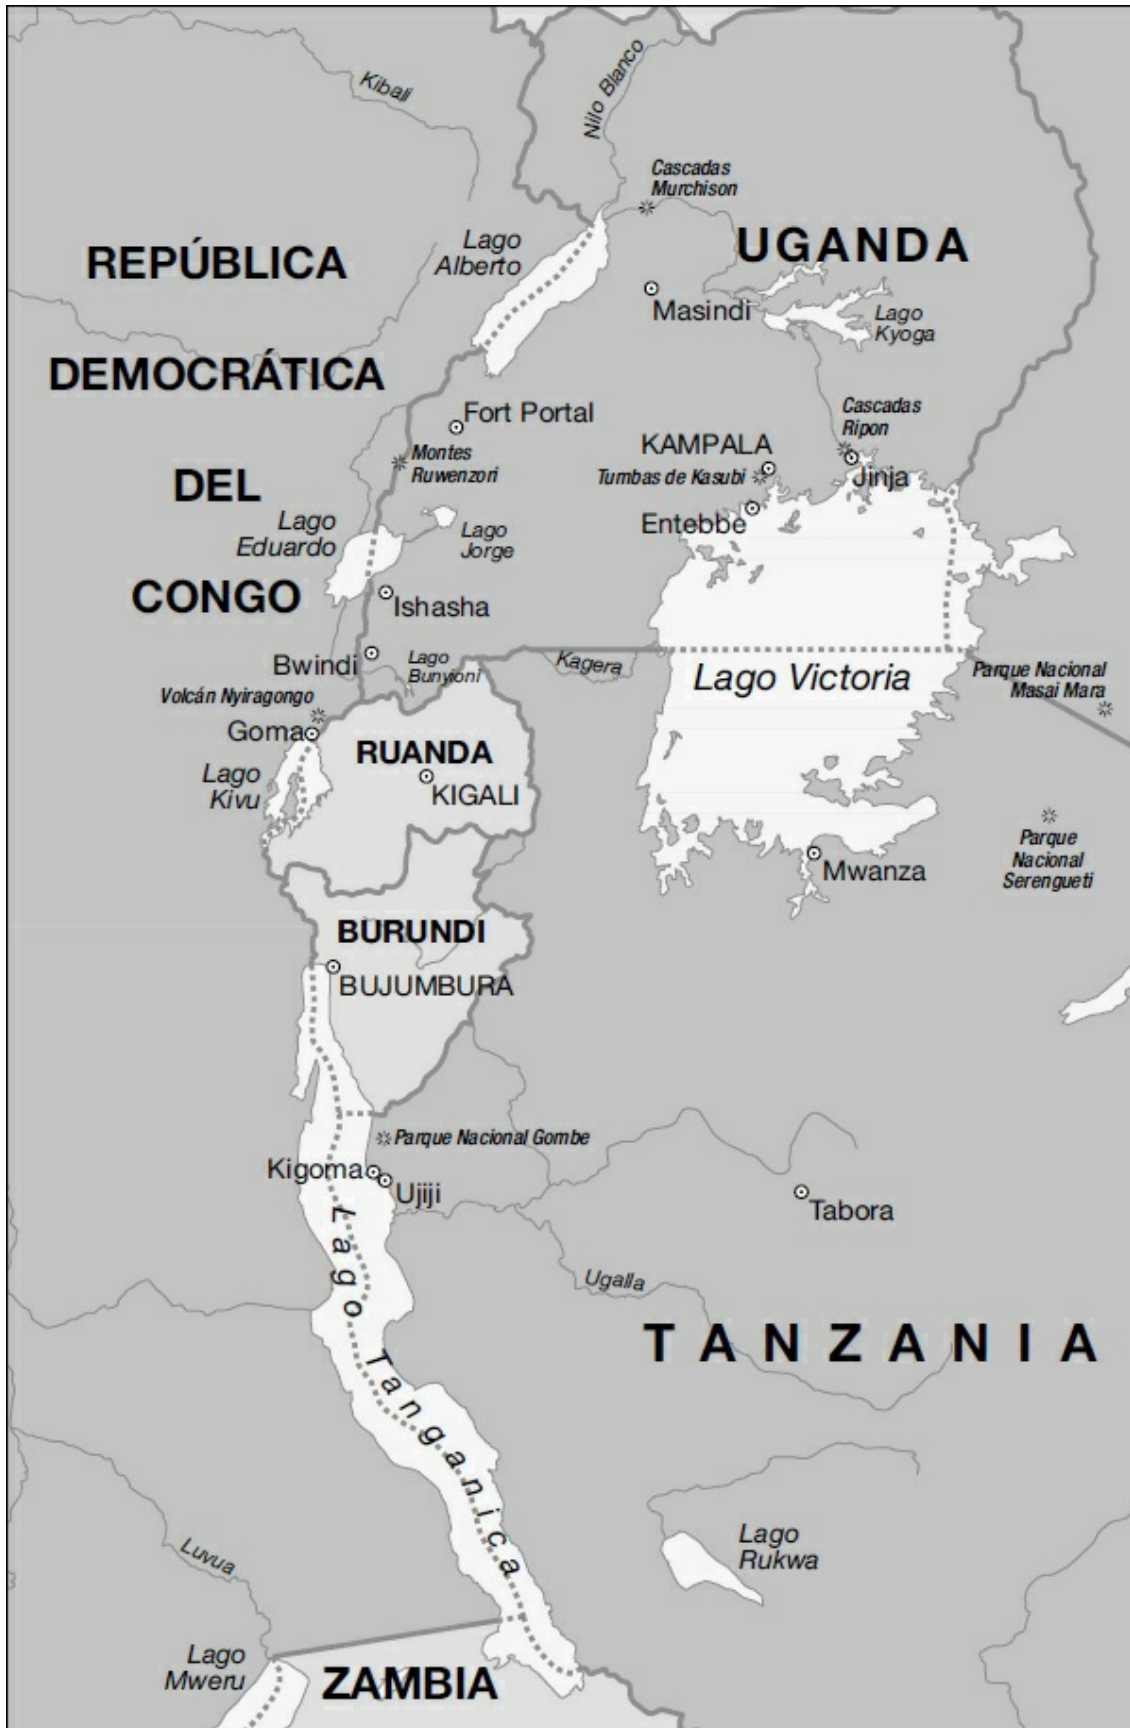 Nilo Blanco
Kibali
Cascadas
Murchison
Lago
Alberto
UGANDA
REPÚBLICA
Masindi
Lago
Kyoga
DEMOCRÁTICA
Fort Portal
Cascadas
Ripon
KAMPALA
Montes
Ruwenzori
Tumbas de Kasubi
Jinja
DEL
Lago
Eduardo
Entebbe
Lago
Jorge
CONGO
Ishasha
Bwindi
Lago
Bunyioni
Kagera
Lago Victoria
Parque Nacional
Masai Mara
Volcán Nyiragongo
Goma
RUANDA
Lago
Kivu
KIGALI
Parque
Nacional
Serengueti
Mwanza
BURUNDI
BUJUMBURA
Parque Nacional Gombe
Kigoma
Ujiji
Tabora
Lago Tanganica
Ugalla
TANZANIA
Lago
Rukwa
Luvua
Lago
Mweru
ZAMBIA